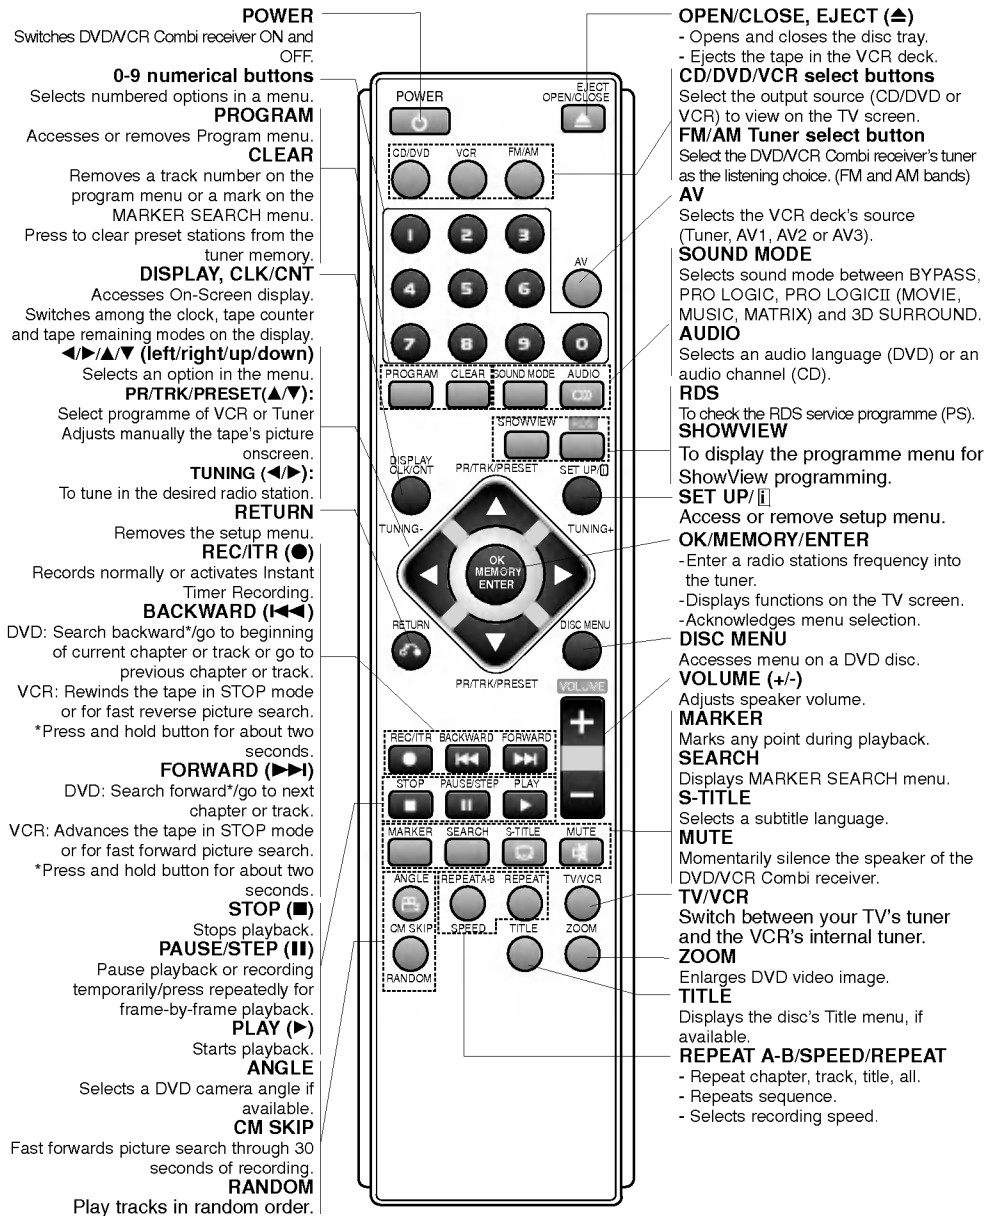 POWER
Switches DVD/VCR Combi receiver ON and
OFF.
0-9 numerical buttons
Selects numbered options in a menu.
PROGRAM
Accesses or removes Program menu.
CLEAR
Removes a track number on the
program menu or a mark on the
MARKER SEARCH menu.
Press to clear preset stations from the
tuner memory.
DISPLAY, CLK/CNT
Accesses On-Screen display.
Switches among the clock, tape counter
and tape remaining modes on the display.
◀/▶/▲/▼ (left/right/up/down)
Selects an option in the menu.
PR/TRK/PRESET(▲/▼):
Select programme of VCR or Tuner
Adjusts manually the tape's picture
onscreen.
TUNING (◀/▶):
To tune in the desired radio station.
RETURN
Removes the setup menu.
REC/ITR (●)
Records normally or activates Instant
Timer Recording.
BACKWARD (I◀◀)
DVD: Search backward*/go to beginning
of current chapter or track or go to
previous chapter or track.
VCR: Rewinds the tape in STOP mode
or for fast reverse picture search.
*Press and hold button for about two
seconds.
FORWARD (▶▶I)
DVD: Search forward*/go to next
chapter or track.
VCR: Advances the tape in STOP mode
or for fast forward picture search.
*Press and hold button for about two
seconds.
STOP (■)
Stops playback.
PAUSE/STEP (II)
Pause playback or recording
temporarily/press repeatedly for
frame-by-frame playback.
PLAY (▶)
Starts playback.
ANGLE
Selects a DVD camera angle if
available.
CM SKIP
Fast forwards picture search through 30
seconds of recording.
RANDOM
Play tracks in random order.
POWER
EJECT
OPEN/CLOSE
CD/DVD VCR FM/AM
1 2 3
AV
4 5 6
7 8 9 0
PROGRAM CLEAR SOUND MODE AUDIO
SHOWVIEW
DISPLAY
CLK/CNT
PR/TRK/PRESET
SET UP/i
TUNING- TUNING+
OK
MEMORY
ENTER
RETURN DISC MENU
PR/TRK/PRESET
VOLUME
+
−
REC/ITR BACKWARD FORWARD
STOP PAUSE/STEP PLAY
MARKER SEARCH S-TITLE MUTE
ANGLE REPEAT A-B REPEAT TV/VCR
CM SKIP SPEED TITLE ZOOM
RANDOM
OPEN/CLOSE, EJECT (⏏)
- Opens and closes the disc tray.
- Ejects the tape in the VCR deck.
CD/DVD/VCR select buttons
Select the output source (CD/DVD or
VCR) to view on the TV screen.
FM/AM Tuner select button
Select the DVD/VCR Combi receiver's tuner
as the listening choice. (FM and AM bands)
AV
Selects the VCR deck's source
(Tuner, AV1, AV2 or AV3).
SOUND MODE
Selects sound mode between BYPASS,
PRO LOGIC, PRO LOGICII (MOVIE,
MUSIC, MATRIX) and 3D SURROUND.
AUDIO
Selects an audio language (DVD) or an
audio channel (CD).
RDS
To check the RDS service programme (PS).
SHOWVIEW
To display the programme menu for
ShowView programming.
SET UP/ i
Access or remove setup menu.
OK/MEMORY/ENTER
-Enter a radio stations frequency into
the tuner.
-Displays functions on the TV screen.
-Acknowledges menu selection.
DISC MENU
Accesses menu on a DVD disc.
VOLUME (+/-)
Adjusts speaker volume.
MARKER
Marks any point during playback.
SEARCH
Displays MARKER SEARCH menu.
S-TITLE
Selects a subtitle language.
MUTE
Momentarily silence the speaker of the
DVD/VCR Combi receiver.
TV/VCR
Switch between your TV's tuner
and the VCR's internal tuner.
ZOOM
Enlarges DVD video image.
TITLE
Displays the disc's Title menu, if
available.
REPEAT A-B/SPEED/REPEAT
- Repeat chapter, track, title, all.
- Repeats sequence.
- Selects recording speed.